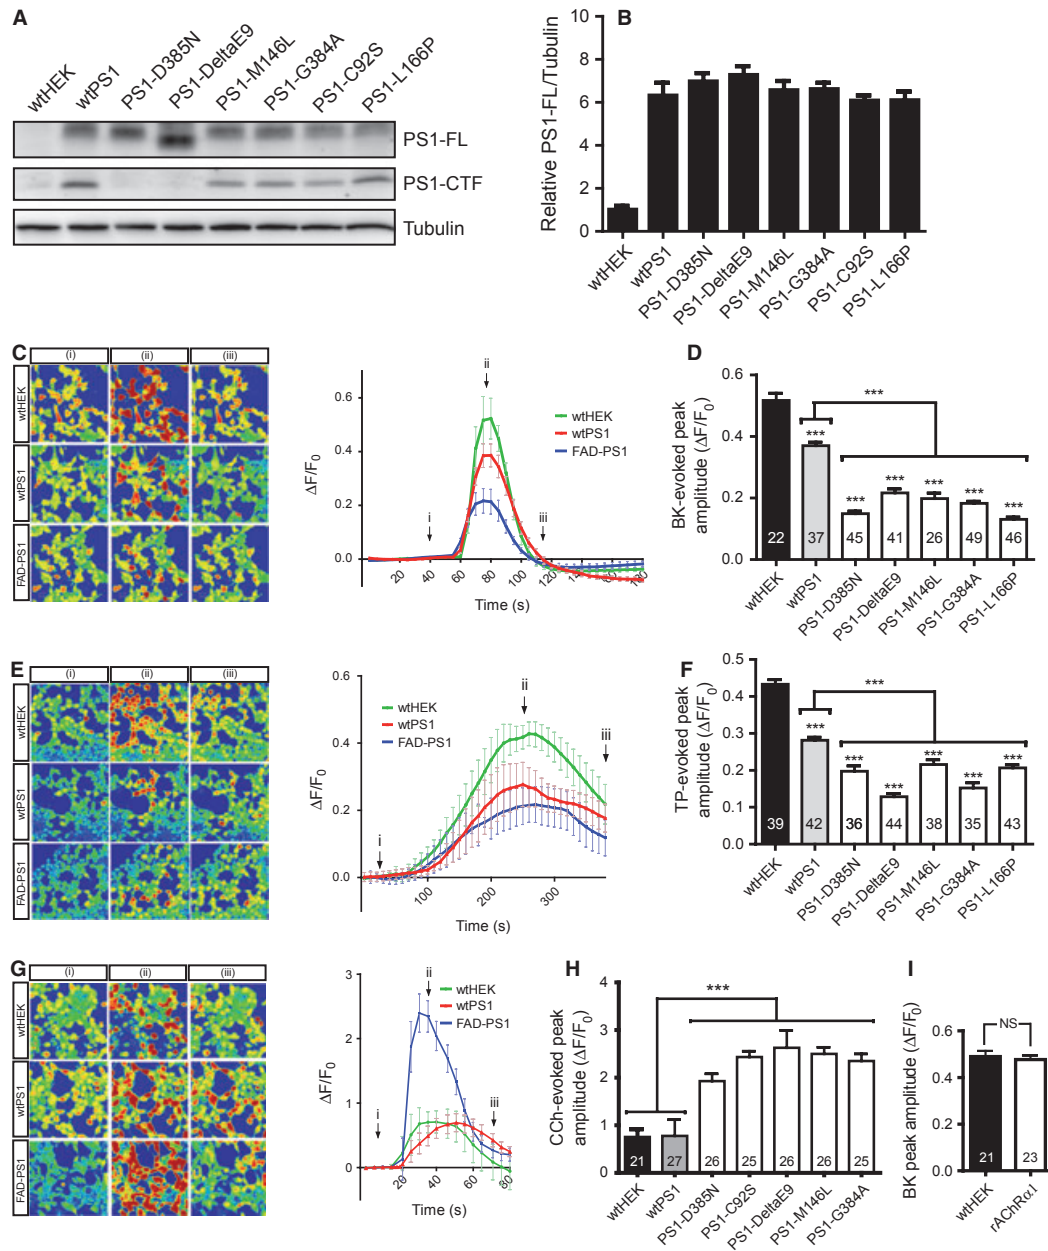 A
wtHEK
wtPS1
PS1-D385N
PS1-DeltaE9
PS1-M146L
PS1-G384A
PS1-C92S
PS1-L166P
PS1-FL
PS1-CTF
Tubulin
B
Relative PS1-FL/Tubulin
10
8
6
4
2
0
wtHEK
wtPS1
PS1-D385N
PS1-DeltaE9
PS1-M146L
PS1-G384A
PS1-C92S
PS1-L166P
C
(i) (ii) (iii)
wtHEK
wtPS1
FAD-PS1
ΔF/F0
0.6
0.4
0.2
0.0
i
ii
iii
wtHEK
wtPS1
FAD-PS1
20 40 60 80 100 120
Time (s)
D
BK-evoked peak
amplitude (ΔF/F0)
0.6
0.4
0.2
0.0
***
*** *** *** *** *** ***
22 37 45 41 26 49 46
wtHEK
wtPS1
PS1-D385N
PS1-DeltaE9
PS1-M146L
PS1-G384A
PS1-L166P
E
(i) (ii) (iii)
wtHEK
wtPS1
FAD-PS1
ΔF/F0
0.6
0.4
0.2
0.0
i
ii
iii
wtHEK
wtPS1
FAD-PS1
100 200 300
Time (s)
F
TP-evoked peak
amplitude (ΔF/F0)
0.5
0.4
0.3
0.2
0.1
0.0
***
*** *** *** *** *** ***
39 42 36 44 38 35 43
wtHEK
wtPS1
PS1-D385N
PS1-DeltaE9
PS1-M146L
PS1-G384A
PS1-L166P
G
(i) (ii) (iii)
wtHEK
wtPS1
FAD-PS1
ΔF/F0
3
2
1
0
i
ii
iii
wtHEK
wtPS1
FAD-PS1
20 40 60 80
Time (s)
H
CCh-evoked peak
amplitude (ΔF/F0)
4
3
2
1
0
***
21 27 26 25 26 26 25
wtHEK
wtPS1
PS1-D385N
PS1-C92S
PS1-DeltaE9
PS1-M146L
PS1-G384A
I
BK peak amplitude (ΔF/F0)
0.6
0.4
0.2
0.0
NS
21 23
wtHEK
rAChRα1